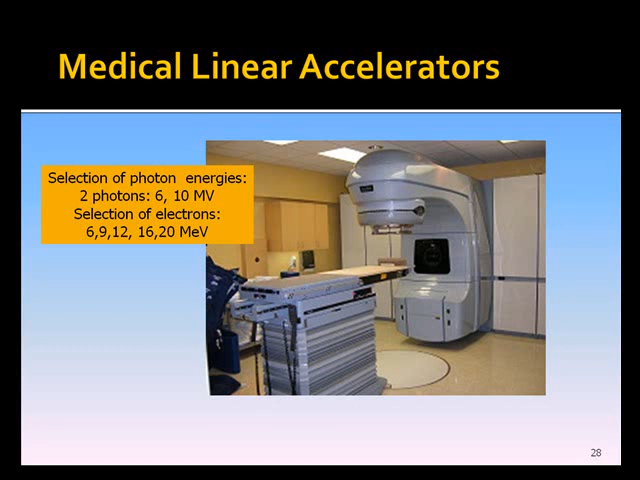 Medical Linear Accelerators
Selection of photon energies:
2 photons: 6, 10 MV
Selection of electrons:
6,9,12, 16,20 MeV
28